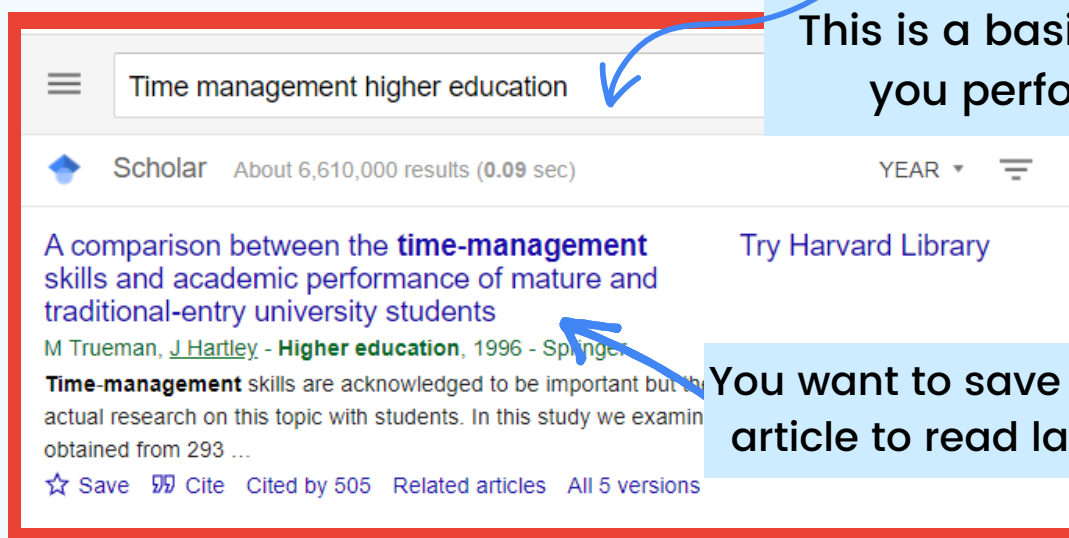 This is a basi
you perfo
Time management higher education
Scholar About 6,610,000 results (0.09 sec)
YEAR
A comparison between the time-management
skills and academic performance of mature and
traditional-entry university students
Try Harvard Library
M Trueman, J Hartley - Higher education, 1996 - Springer
Time-management skills are acknowledged to be important but the
actual research on this topic with students. In this study we examin
obtained from 293 ...
You want to save
article to read la
Save Cite Cited by 505 Related articles All 5 versions